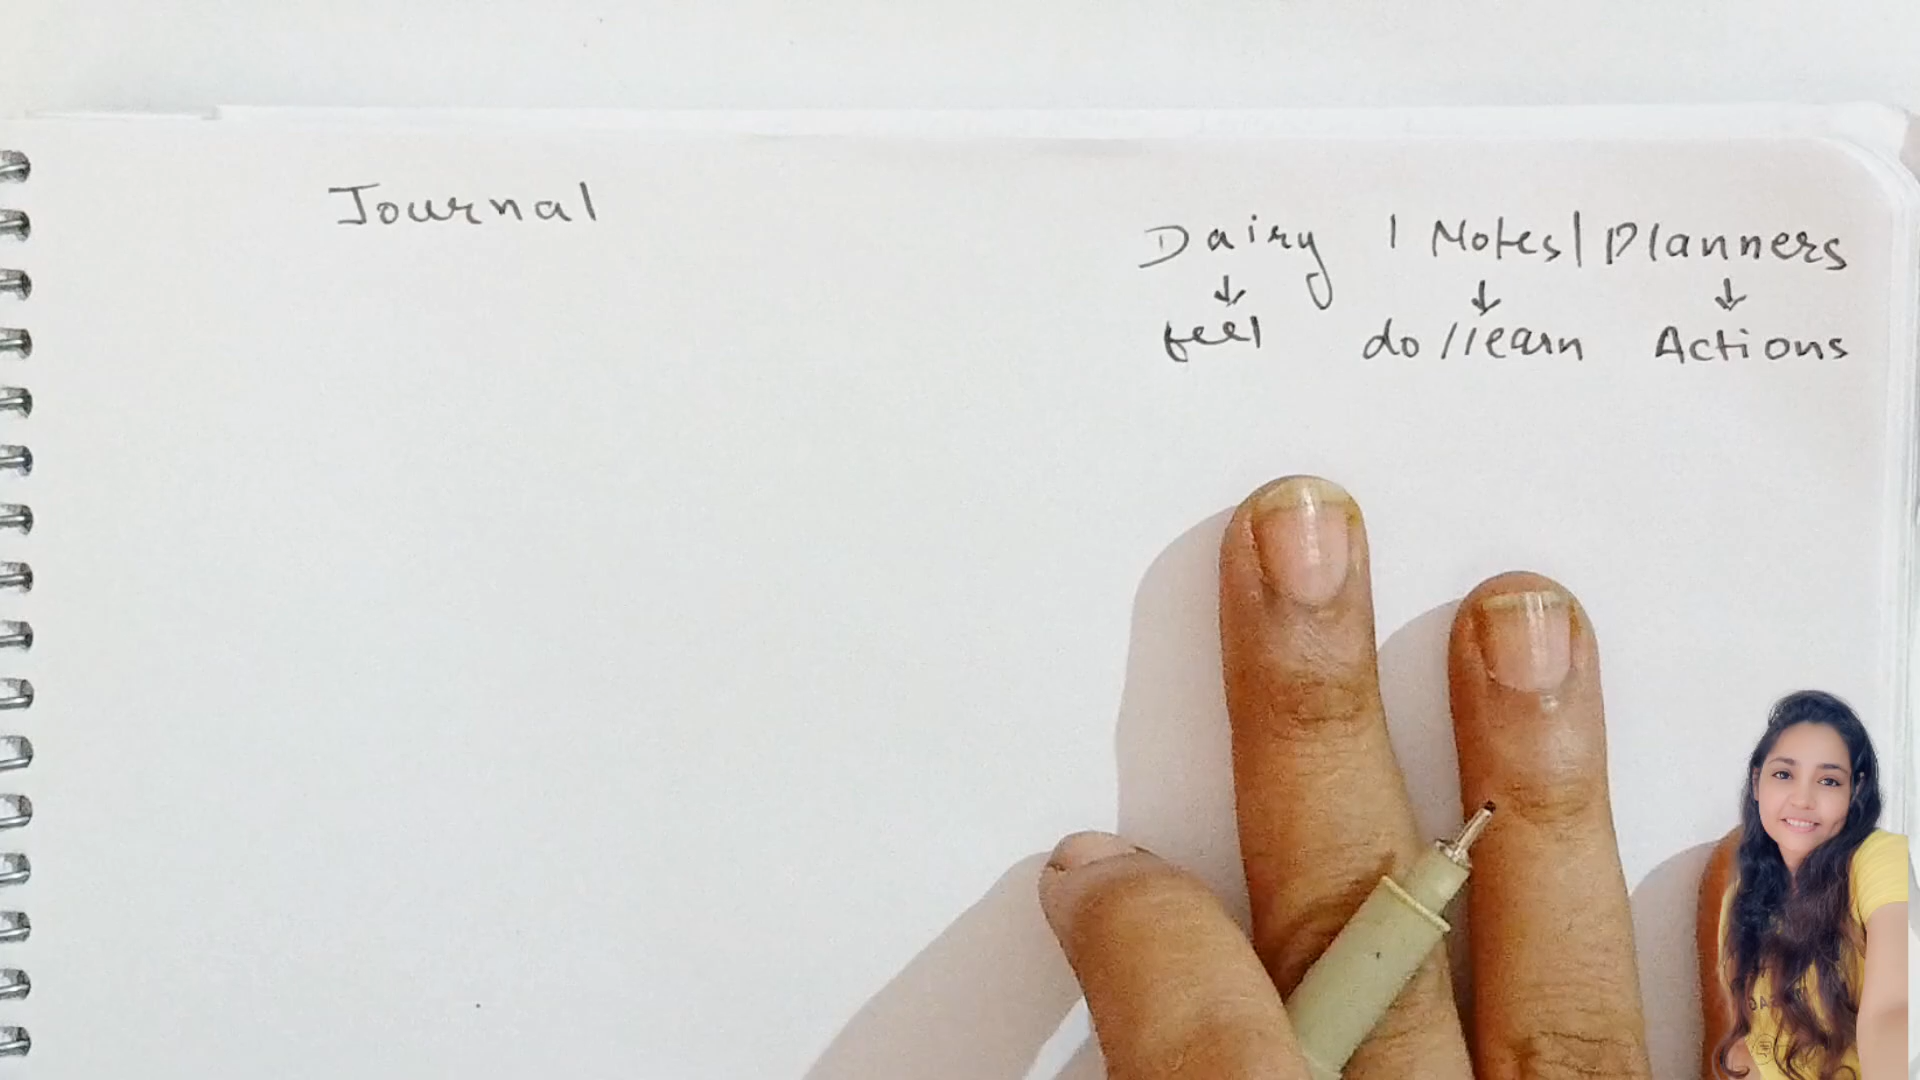 Journal
Dairy | Notes | Planners
↓ ↓ ↓
feel do / learn Actions